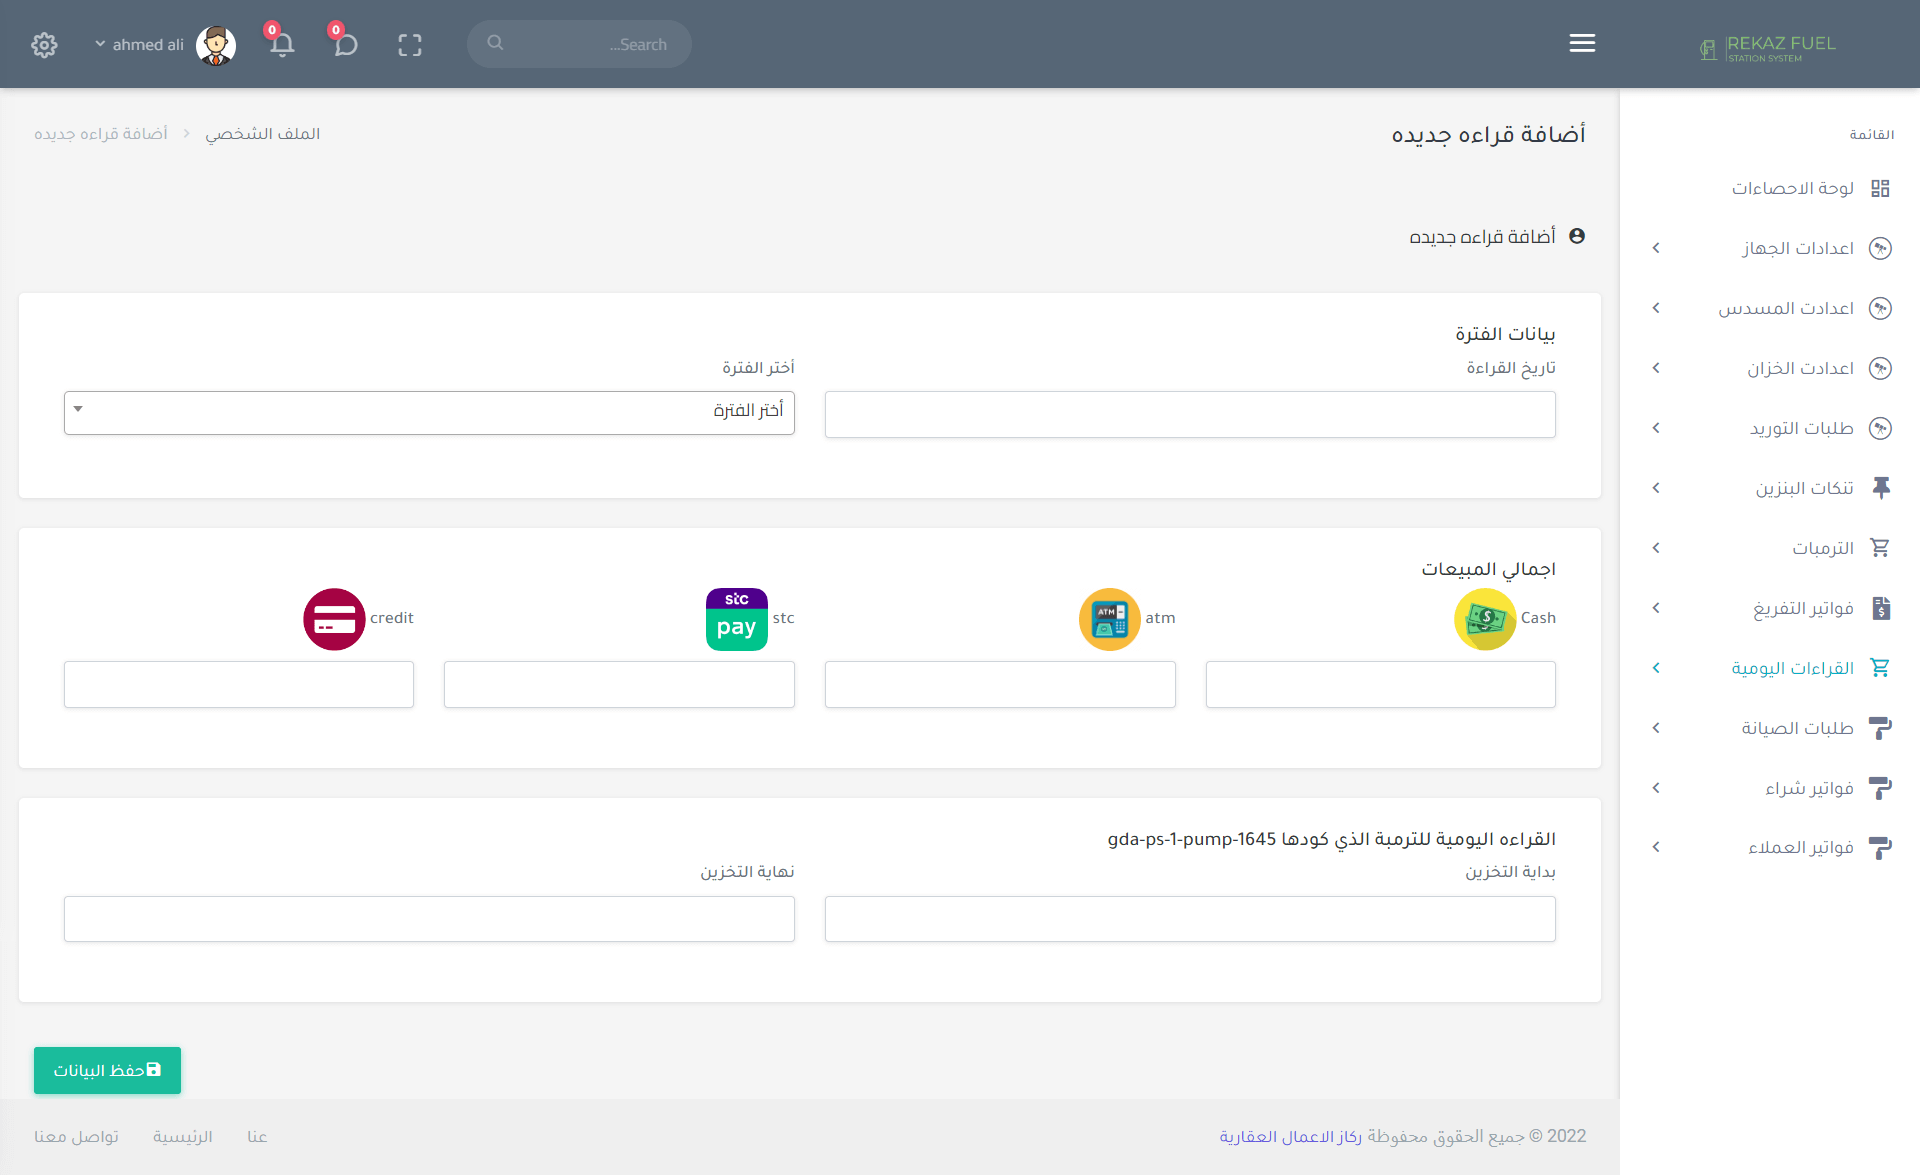 REKAZ FUEL
STATION SYSTEM
Search...
0
0
ahmed ali
القائمة
لوحة الاحصاءات
اعدادات الجهاز
اعدادت المسدس
اعدادت الخزان
طلبات التوريد
تنكات البنزين
الترمبات
فواتير التفريغ
القراءات اليومية
طلبات الصيانة
فواتير شراء
فواتير العملاء
أضافة قراءه جديده
الملف الشخصي
أضافة قراءه جديده
أضافة قراءه جديده
بيانات الفترة
تاريخ القراءة
أختر الفترة
أختر الفترة
اجمالي المبيعات
Cash
ATM
atm
stc
pay
stc
credit
القراءه اليومية للترمبة الذي كودها gda-ps-1-pump-1645
بداية التخزين
نهاية التخزين
حفظ البيانات
2022 © جميع الحقوق محفوظة ركاز الاعمال العقارية
عنا
الرئيسية
تواصل معنا